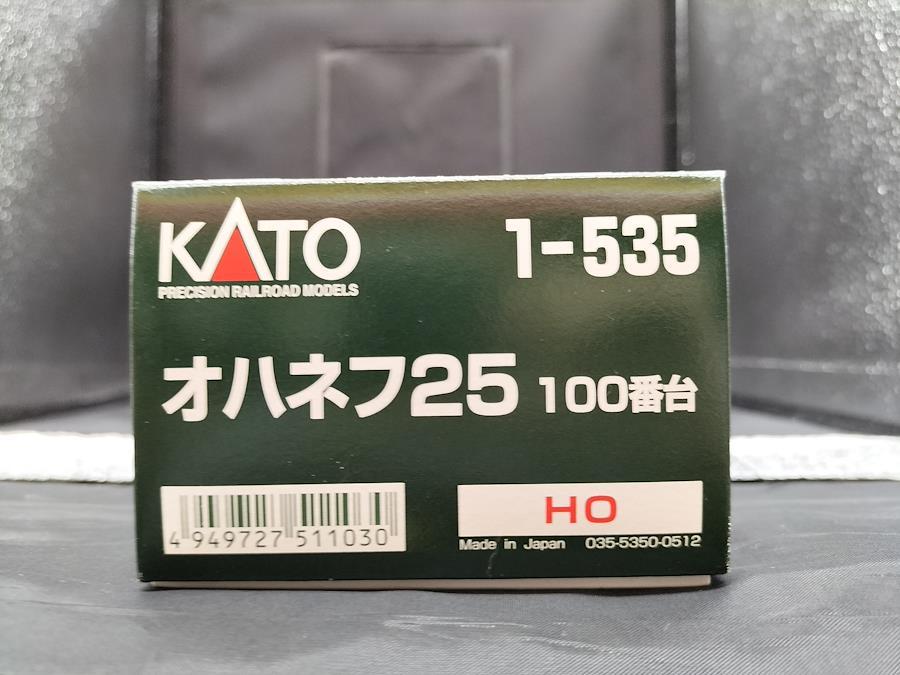 KATO
PRECISION RAILROAD MODELS
1-535
オハネフ25 100番台
4 949727 511030
HO
Made in Japan 035-5350-0512